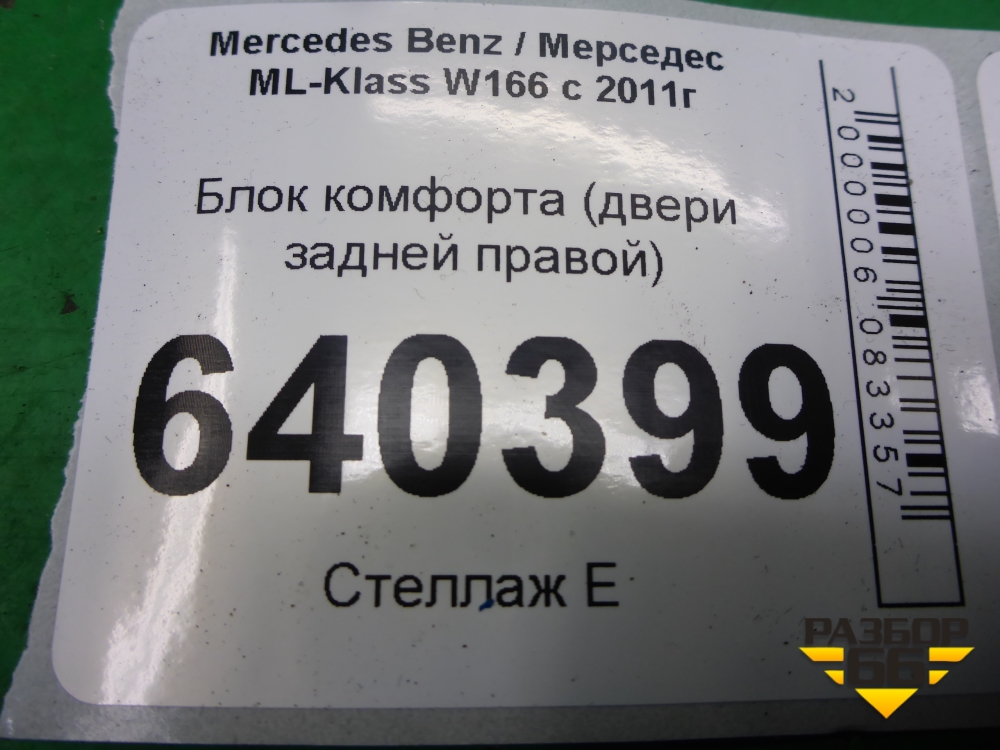 Mercedes Benz / Мерседес
ML-Klass W166 с 2011г
Блок комфорта (двери
задней правой)
640399
Стеллаж Е
2000006083357
РАЗБОР
66